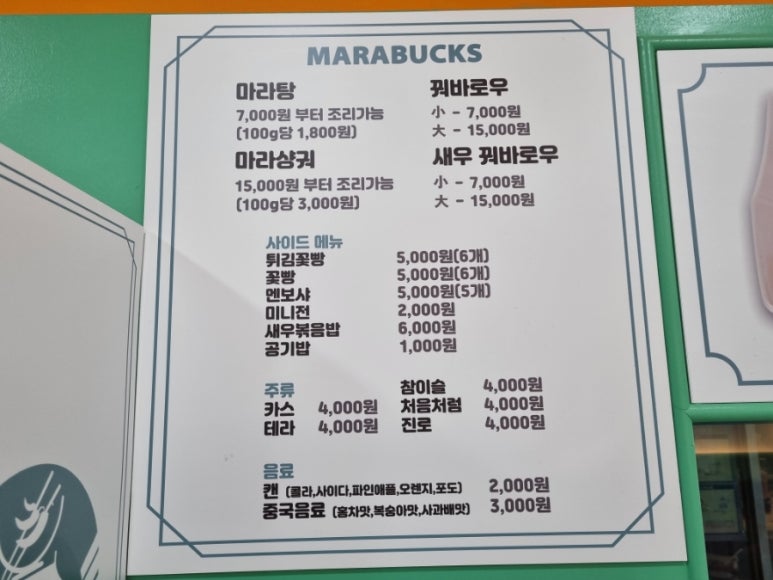 MARABUCKS
마라탕
7,000원 부터 조리가능
(100g당 1,800원)
마라샹궈
15,000원 부터 조리가능
(100g당 3,000원)
꿔바로우
小 - 7,000원
大 - 15,000원
새우 꿔바로우
小 - 7,000원
大 - 15,000원
사이드 메뉴
튀김꽃빵 5,000원(6개)
꽃빵 5,000원(6개)
멘보샤 5,000원(5개)
미니전 2,000원
새우볶음밥 6,000원
공기밥 1,000원
주류
카스 4,000원
테라 4,000원
참이슬 4,000원
처음처럼 4,000원
진로 4,000원
음료
캔 (콜라,사이다,파인애플,오렌지,포도) 2,000원
중국음료 (홍차맛,복숭아맛,사과배맛) 3,000원